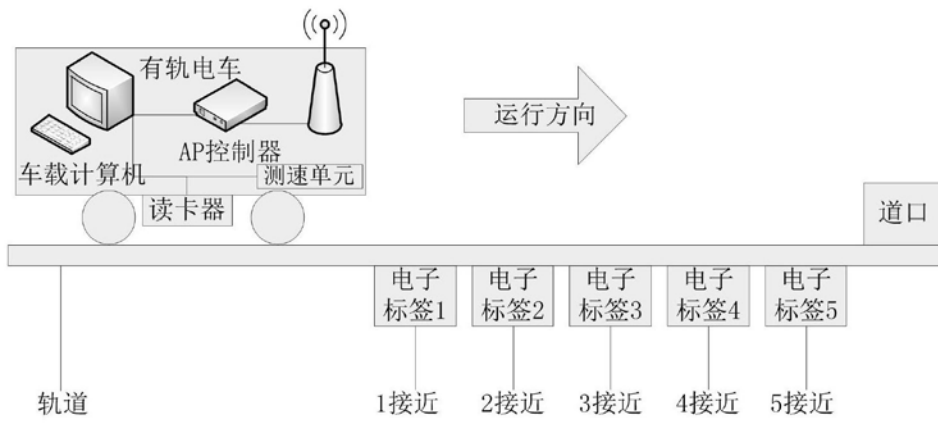 有轨电车
运行方向
AP控制器
车载计算机
测速单元
读卡器
道口
电子
标签1
电子
标签2
电子
标签3
电子
标签4
电子
标签5
轨道
1接近
2接近
3接近
4接近
5接近